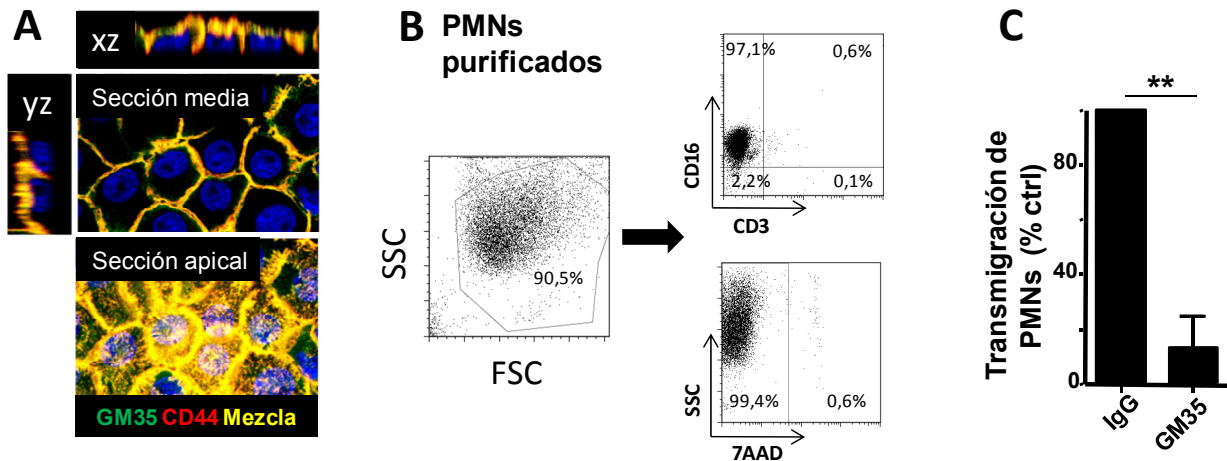 A
xz
yz
Sección media
Sección apical
GM35 CD44 Mezcla
B
PMNs
purificados
SSC
90,5%
FSC
97,1%
0,6%
CD16
2,2%
0,1%
CD3
SSC
99,4%
0,6%
7AAD
C
**
Transmigración de
PMNs (% ctrl)
80
40
0
IgG
GM35